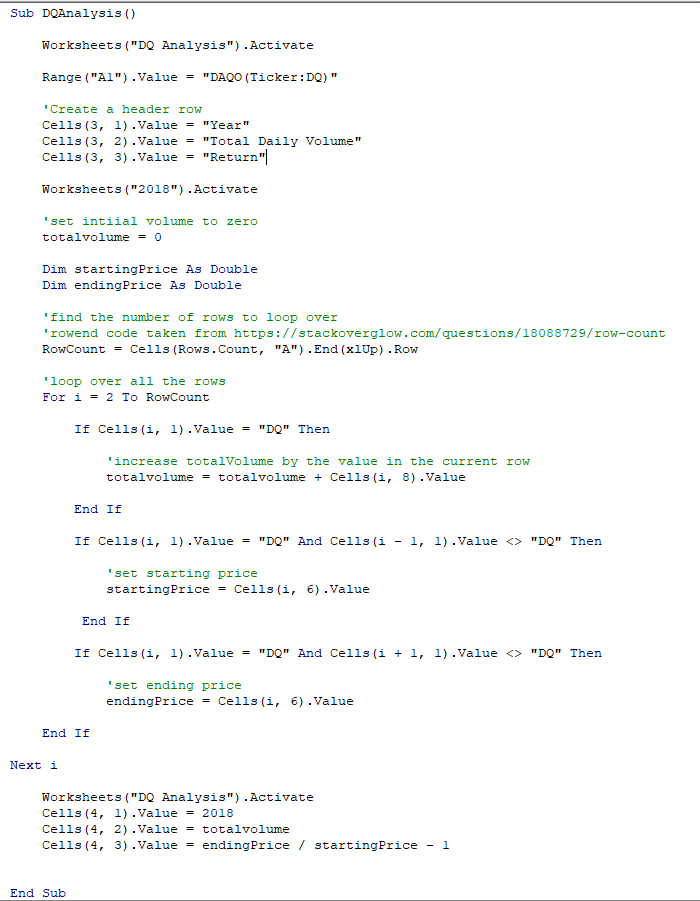 Sub DQAnalysis()
Worksheets("DQ Analysis").Activate
Range("A1").Value = "DAQO(Ticker:DQ)"
'Create a header row
Cells(3, 1).Value = "Year"
Cells(3, 2).Value = "Total Daily Volume"
Cells(3, 3).Value = "Return"
Worksheets("2018").Activate
'set intiial volume to zero
totalvolume = 0
Dim startingPrice As Double
Dim endingPrice As Double
'find the number of rows to loop over
'rowend code taken from https://stackoverglow.com/questions/18088729/row-count
RowCount = Cells(Rows.Count, "A").End(xlUp).Row
'loop over all the rows
For i = 2 To RowCount
If Cells(i, 1).Value = "DQ" Then
'increase totalVolume by the value in the current row
totalvolume = totalvolume + Cells(i, 8).Value
End If
If Cells(i, 1).Value = "DQ" And Cells(i - 1, 1).Value <> "DQ" Then
'set starting price
startingPrice = Cells(i, 6).Value
End If
If Cells(i, 1).Value = "DQ" And Cells(i + 1, 1).Value <> "DQ" Then
'set ending price
endingPrice = Cells(i, 6).Value
End If
Next i
Worksheets("DQ Analysis").Activate
Cells(4, 1).Value = 2018
Cells(4, 2).Value = totalvolume
Cells(4, 3).Value = endingPrice / startingPrice - 1
End Sub